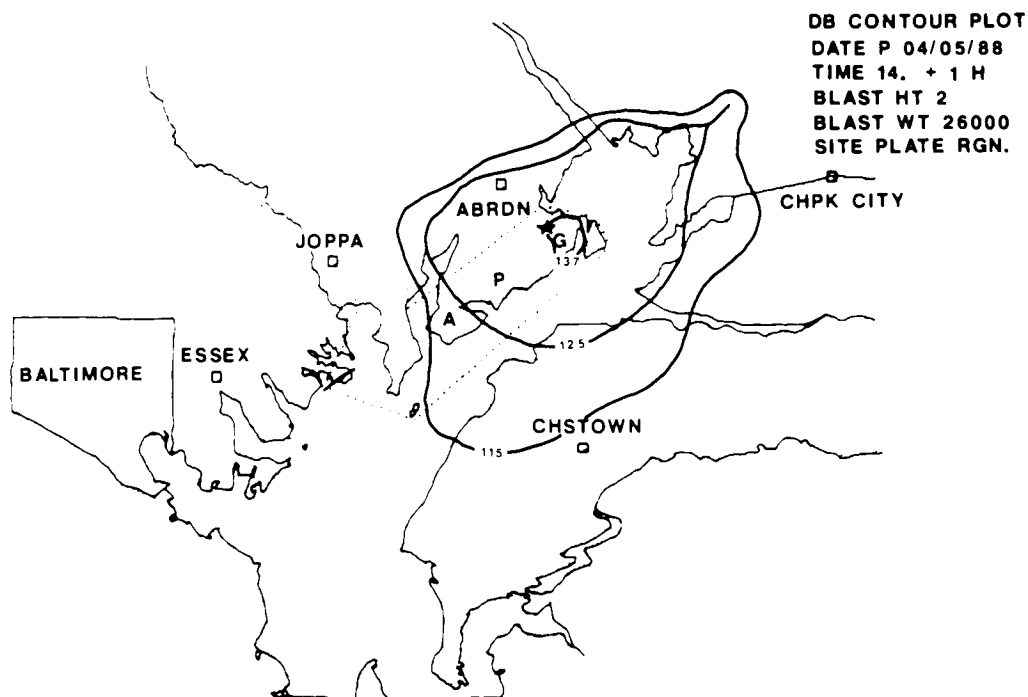 DB CONTOUR PLOT
DATE P 04/05/88
TIME 14. + 1 H
BLAST HT 2
BLAST WT 26000
SITE PLATE RGN.
CHPK CITY
ABRDN
JOPPA
G
137
P
A
125
ESSEX
BALTIMORE
CHSTOWN
115